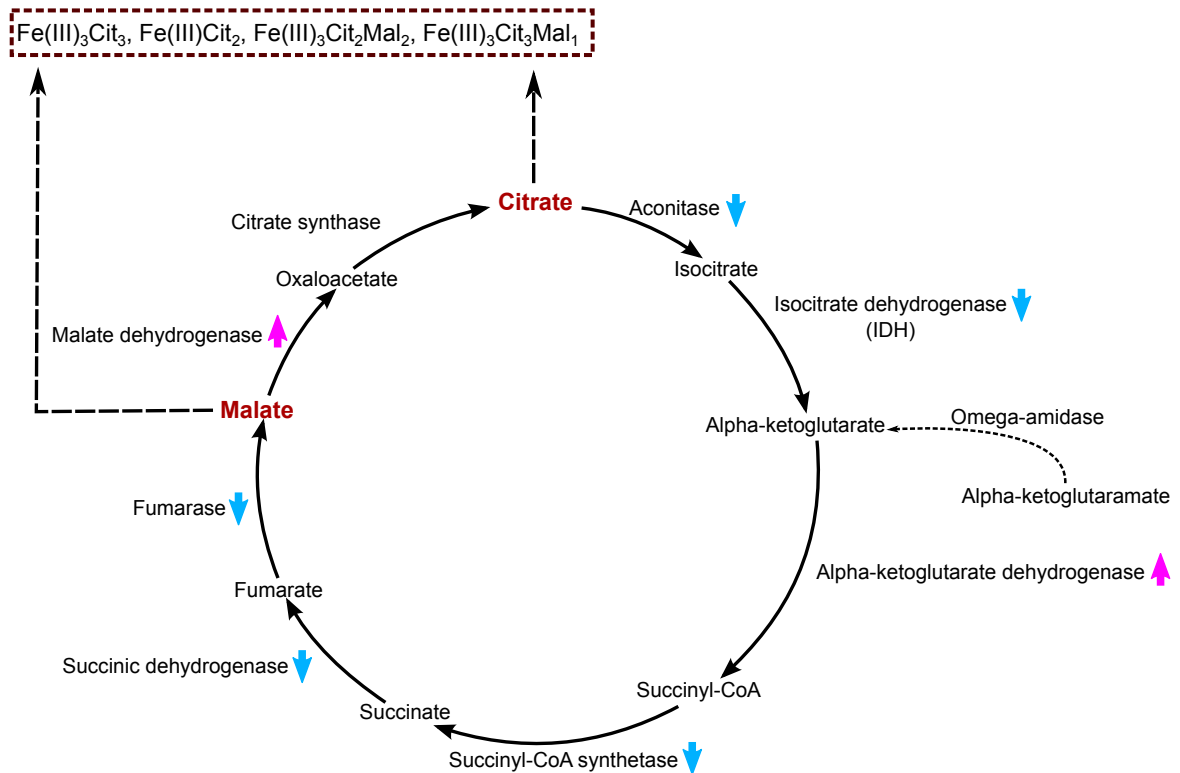 Fe(III)₃Cit₃, Fe(III)Cit₂, Fe(III)₃Cit₂Mal₂, Fe(III)₃Cit₃Mal₁
Citrate
Aconitase
Citrate synthase
Isocitrate
Oxaloacetate
Isocitrate dehydrogenase
(IDH)
Malate dehydrogenase
Malate
Alpha-ketoglutarate
Omega-amidase
Alpha-ketoglutaramate
Fumarase
Alpha-ketoglutarate dehydrogenase
Fumarate
Succinic dehydrogenase
Succinyl-CoA
Succinate
Succinyl-CoA synthetase